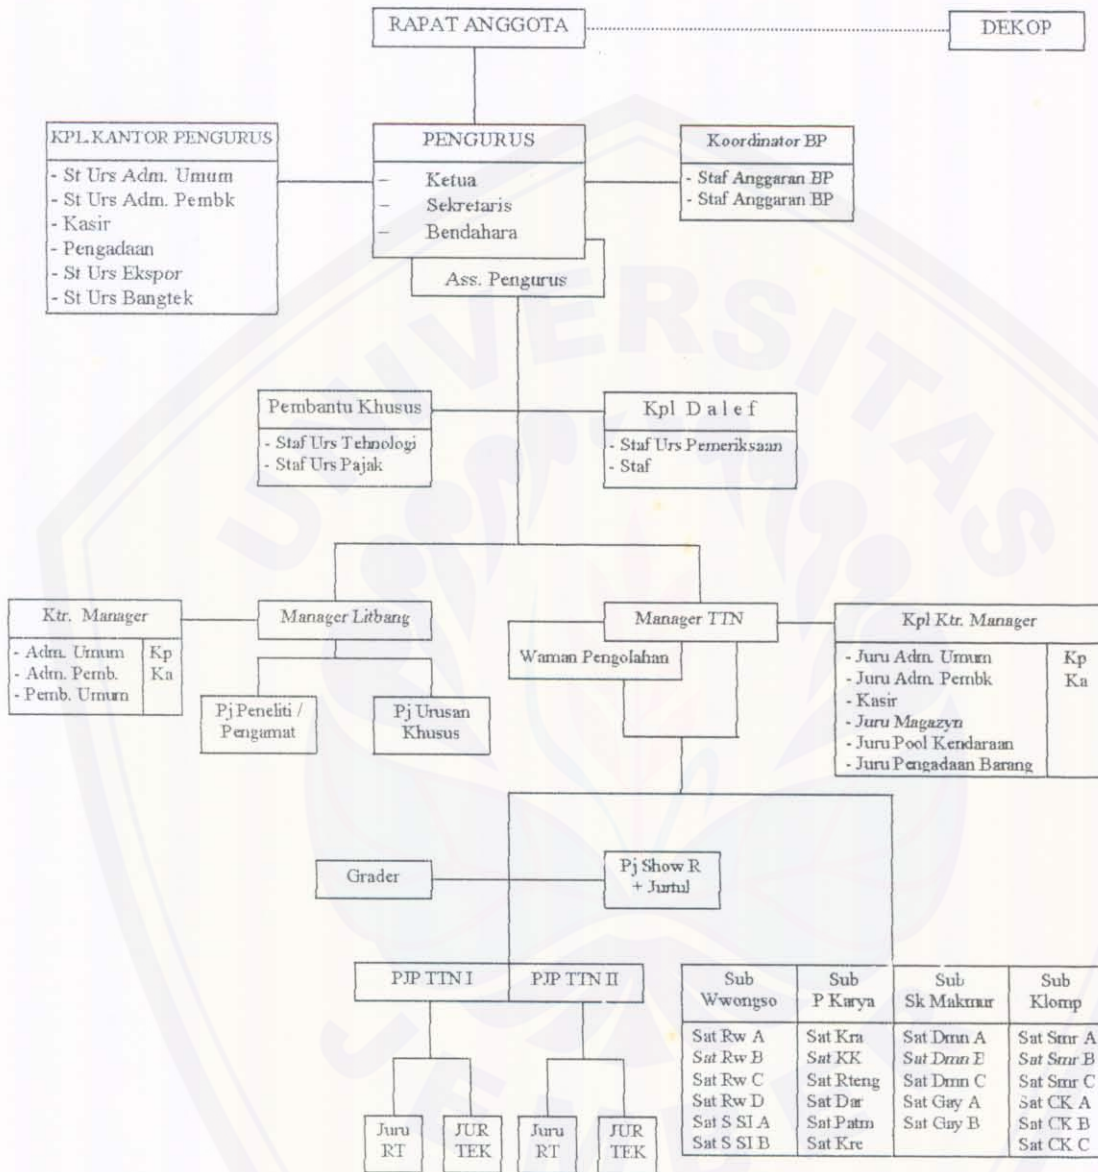 RAPAT ANGGOTA
DEKOP
KPL.KANTOR PENGURUS
- St Urs Adm. Umum
- St Urs Adm. Pembk
- Kasir
- Pengadaan
- St Urs Ekspor
- St Urs Bangtek
PENGURUS
– Ketua
– Sekretaris
– Bendahara
Ass. Pengurus
Koordinator BP
- Staf Anggaran BP
- Staf Anggaran BP
Pembantu Khusus
- Staf Urs Tehnologi
- Staf Urs Pajak
Kpl D a l e f
- Staf Urs Pemeriksaan
- Staf
Ktr. Manager
- Adm. Umum Kp
- Adm. Pemb. Ka
- Pemb. Umum
Manager Litbang
Pj Peneliti /
Pengamat
Pj Urusan
Khusus
Manager TTN
Waman Pengolahan
Kpl Ktr. Manager
- Juru Adm. Umum Kp
- Juru Adm. Pembk Ka
- Kasir
- Juru Magazyn
- Juru Pool Kendaraan
- Juru Pengadaan Barang
Grader
Pj Show R
+ Jurtul
PJP TTN I
PJP TTN II
Juru
RT
JUR
TEK
Juru
RT
JUR
TEK
Sub
Wwongso
Sat Rw A
Sat Rw B
Sat Rw C
Sat Rw D
Sat S SI A
Sat S SI B
Sub
P Karya
Sat Kra
Sat KK
Sat Rteng
Sat Dar
Sat Patm
Sat Krc
Sub
Sk Makmur
Sat Dmn A
Sat Dmn B
Sat Dmn C
Sat Gay A
Sat Gay B
Sub
Klomp
Sat Smr A
Sat Smr B
Sat Smr C
Sat CK A
Sat CK B
Sat CK C
UNIVERSITAS
JEMBER